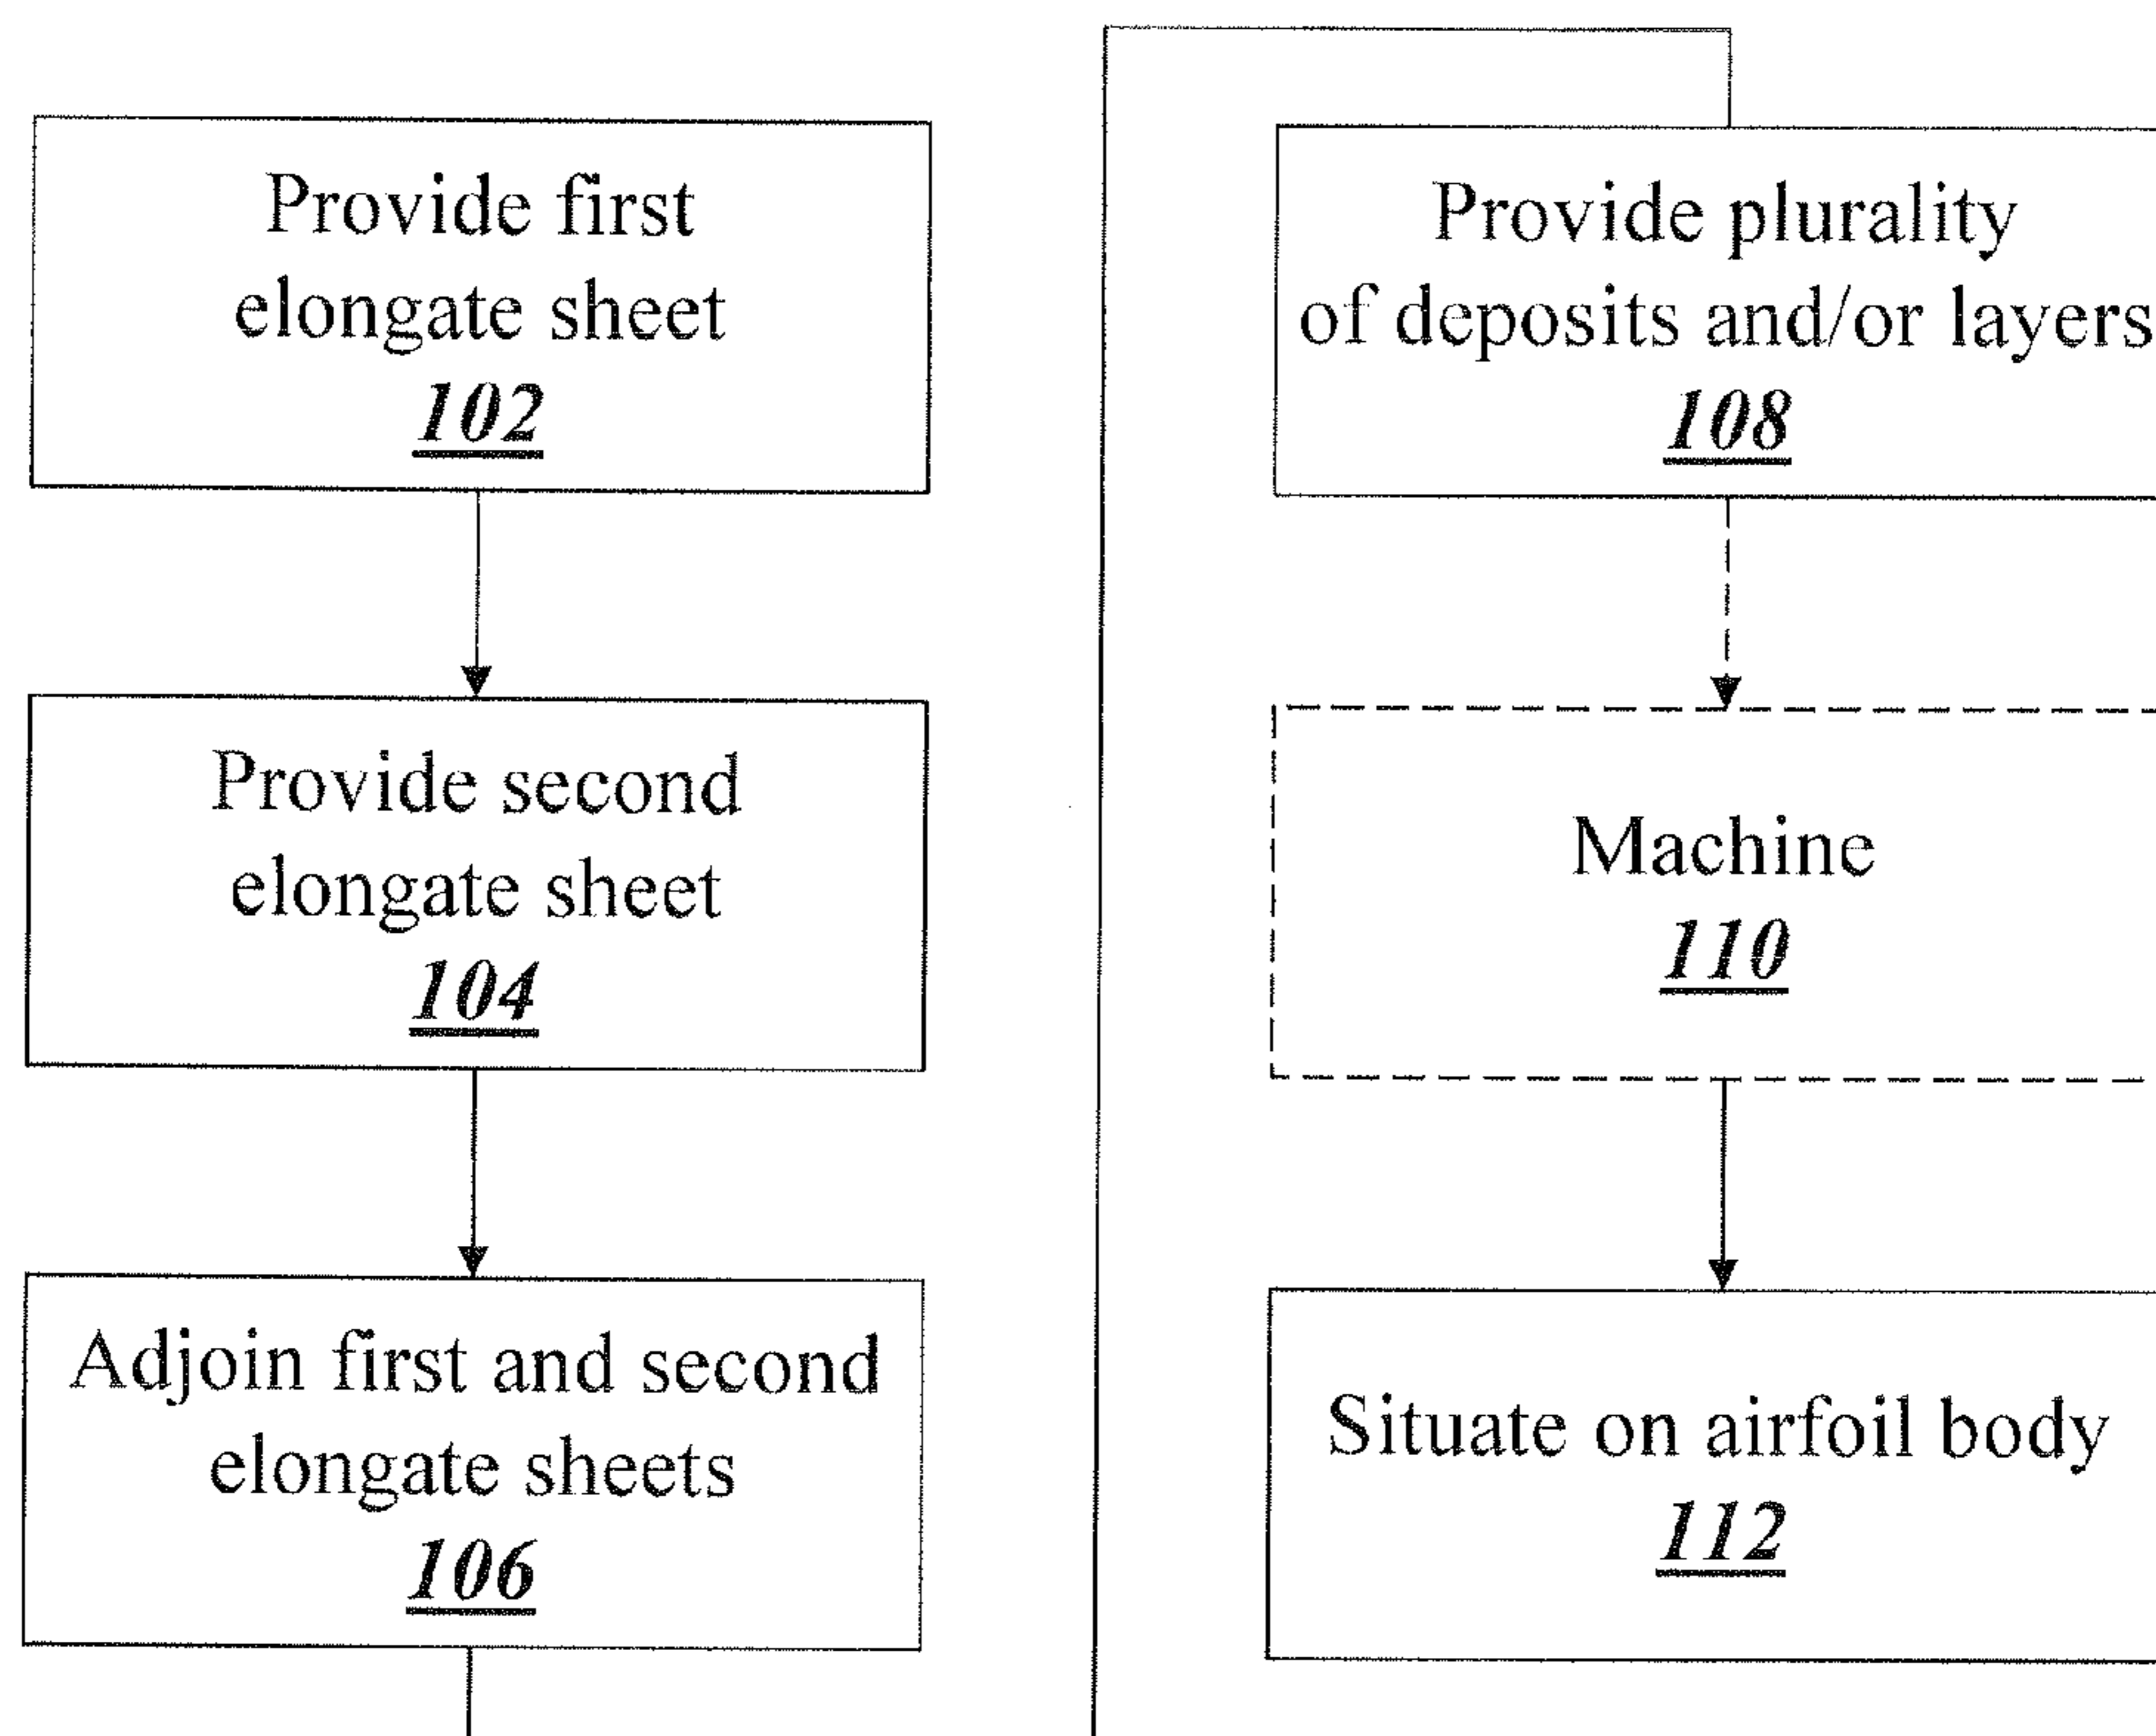 Provide first
elongate sheet
102
Provide second
elongate sheet
104
Adjoin first and second
elongate sheets
106
Provide plurality
of deposits and/or layers
108
Machine
110
Situate on airfoil body
112